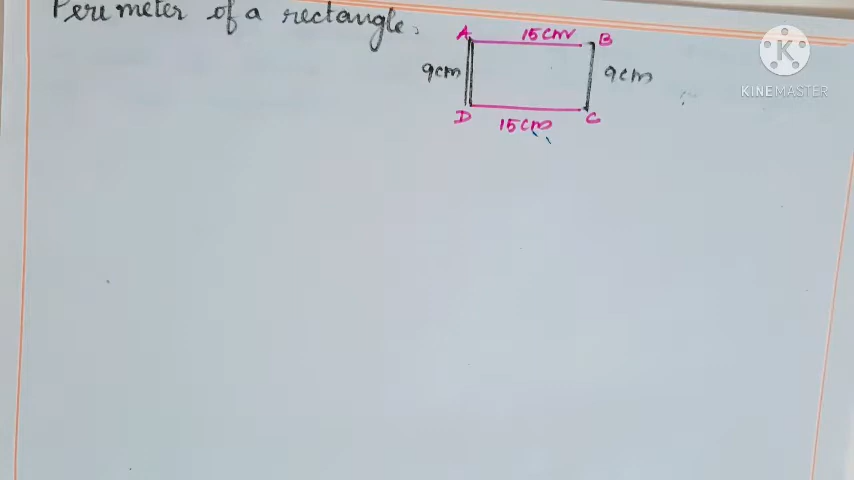 Perimeter of a rectangle.
A 15cm B
9cm 9cm
D 15cm C
K
KINEMASTER